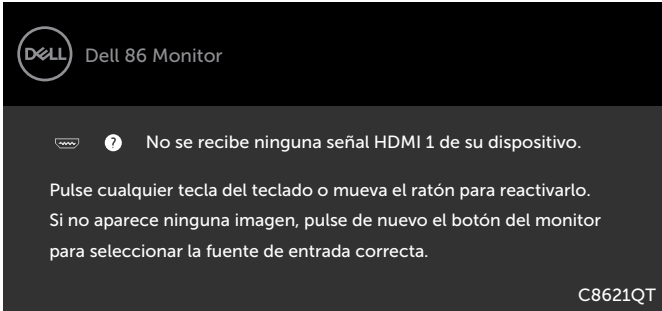 DELL
Dell 86 Monitor
? No se recibe ninguna señal HDMI 1 de su dispositivo.
Pulse cualquier tecla del teclado o mueva el ratón para reactivarlo.
Si no aparece ninguna imagen, pulse de nuevo el botón del monitor
para seleccionar la fuente de entrada correcta.
C8621QT